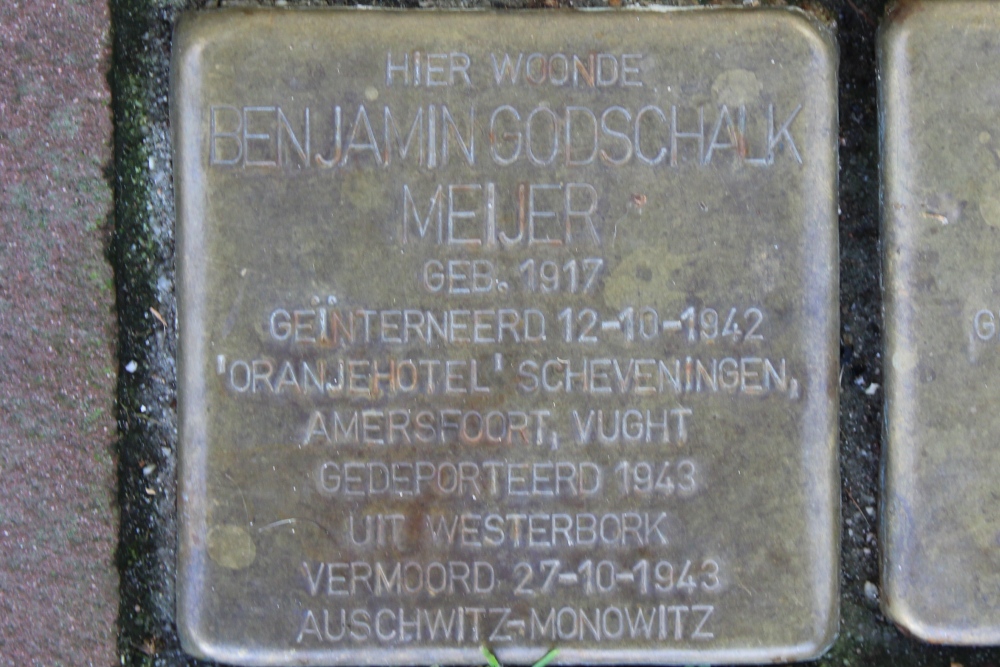 HIER WOONDE
BENJAMIN GODSCHALK
MEIJER
GEB. 1917
GEÏNTERNEERD 12-10-1942
'ORANJEHOTEL' SCHEVENINGEN,
AMERSFOORT, VUGHT
GEDEPORTEERD 1943
UIT WESTERBORK
VERMOORD 27-10-1943
AUSCHWITZ-MONOWITZ
G